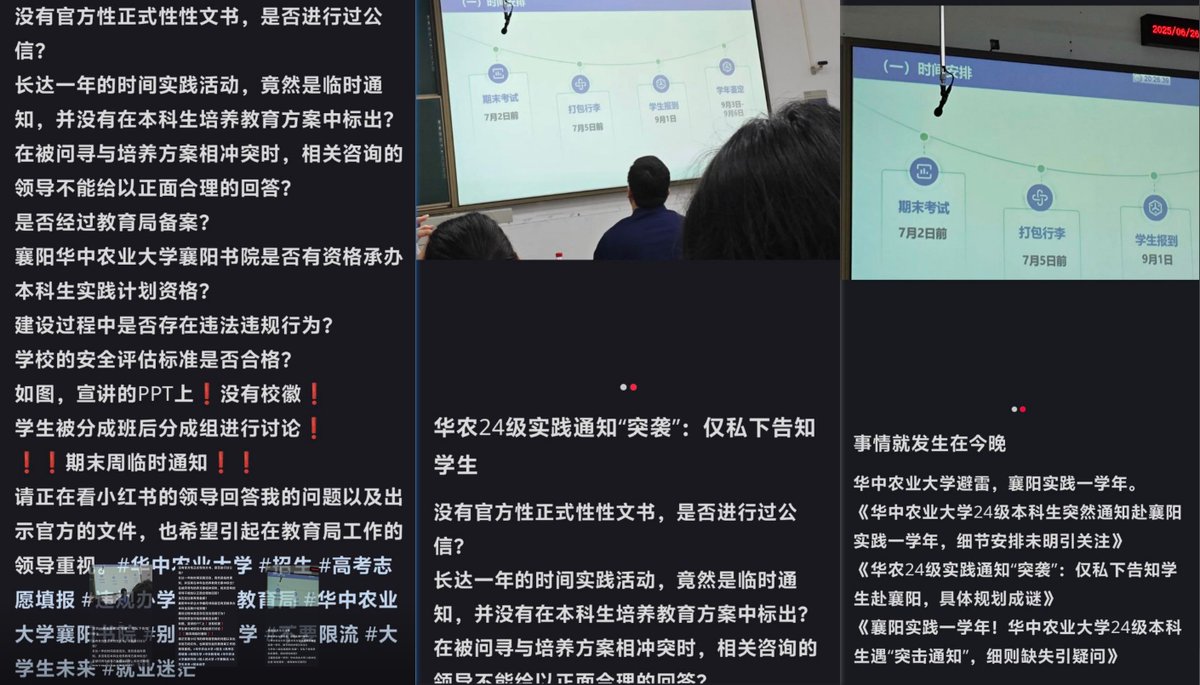 没有官方性正式性性文书，是否进行过公
信？
长达一年的时间实践活动，竟然是临时通
知，并没有在本科生培养教育方案中标出？
在被问寻与培养方案相冲突时，相关咨询的
领导不能给以正面合理的回答？
是否经过教育局备案？
襄阳华中农业大学襄阳书院是否有资格承办
本科生实践计划资格？
建设过程中是否存在违法违规行为？
学校的安全评估标准是否合格？
如图，宣讲的PPT上❗没有校徽❗
学生被分成班后分成组进行讨论❗
❗❗期末周临时通知❗❗
请正在看小红书的领导回答我的问题以及出
示官方的文件，也希望引起在教育局工作的
领导重视。#华中农业大学 #招生 #高考志
愿填报 #违规办学 教育局 #华中农业
大学襄阳书院 #别 学 #不要限流 #大
学生未来 #就业迷茫
（一）时间安排
期末考试
7月2日前
打包行李
7月5日前
学生报到
9月1日
学年鉴定
9月3日-
9月6日
华农24级实践通知“突袭”：仅私下告知
学生
没有官方性正式性性文书，是否进行过公
信？
长达一年的时间实践活动，竟然是临时通
知，并没有在本科生培养教育方案中标出？
在被问寻与培养方案相冲突时，相关咨询的
领导不能给以正面合理的回答？
2025/06/26
（一）时间安排
20:28:39
期末考试
7月2日前
打包行李
7月5日前
学生报到
9月1日
事情就发生在今晚
华中农业大学避雷，襄阳实践一学年。
《华中农业大学24级本科生突然通知赴襄阳
实践一学年，细节安排未明引关注》
《华农24级实践通知“突袭”：仅私下告知学
生赴襄阳，具体规划成谜》
《襄阳实践一学年！华中农业大学24级本科
生遇“突击通知”，细则缺失引疑问》